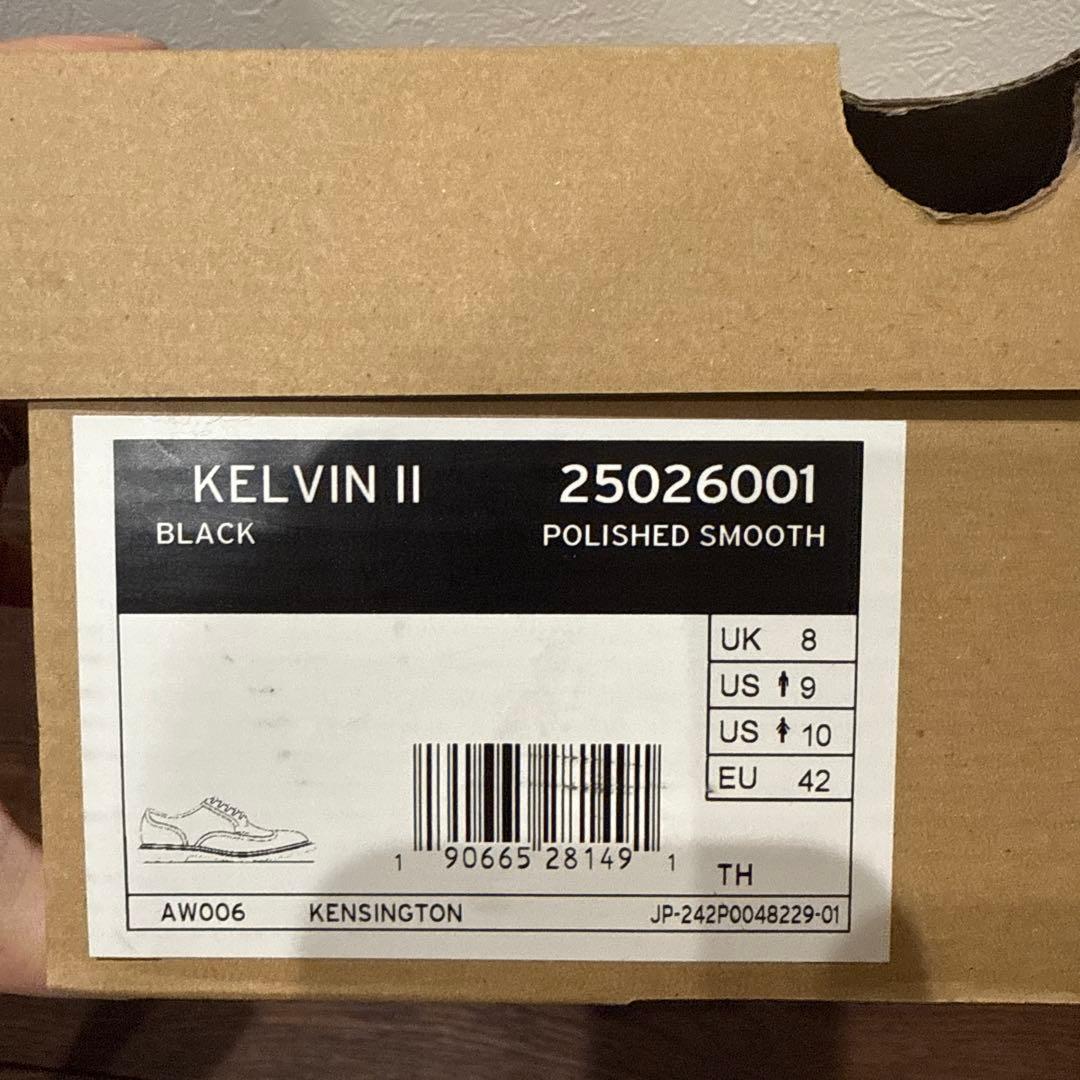 KELVIN II 25026001
BLACK POLISHED SMOOTH
UK 8
US 9
US 10
EU 42
1 90665 28149 1
TH
AW006 KENSINGTON JP-242P0048229-01